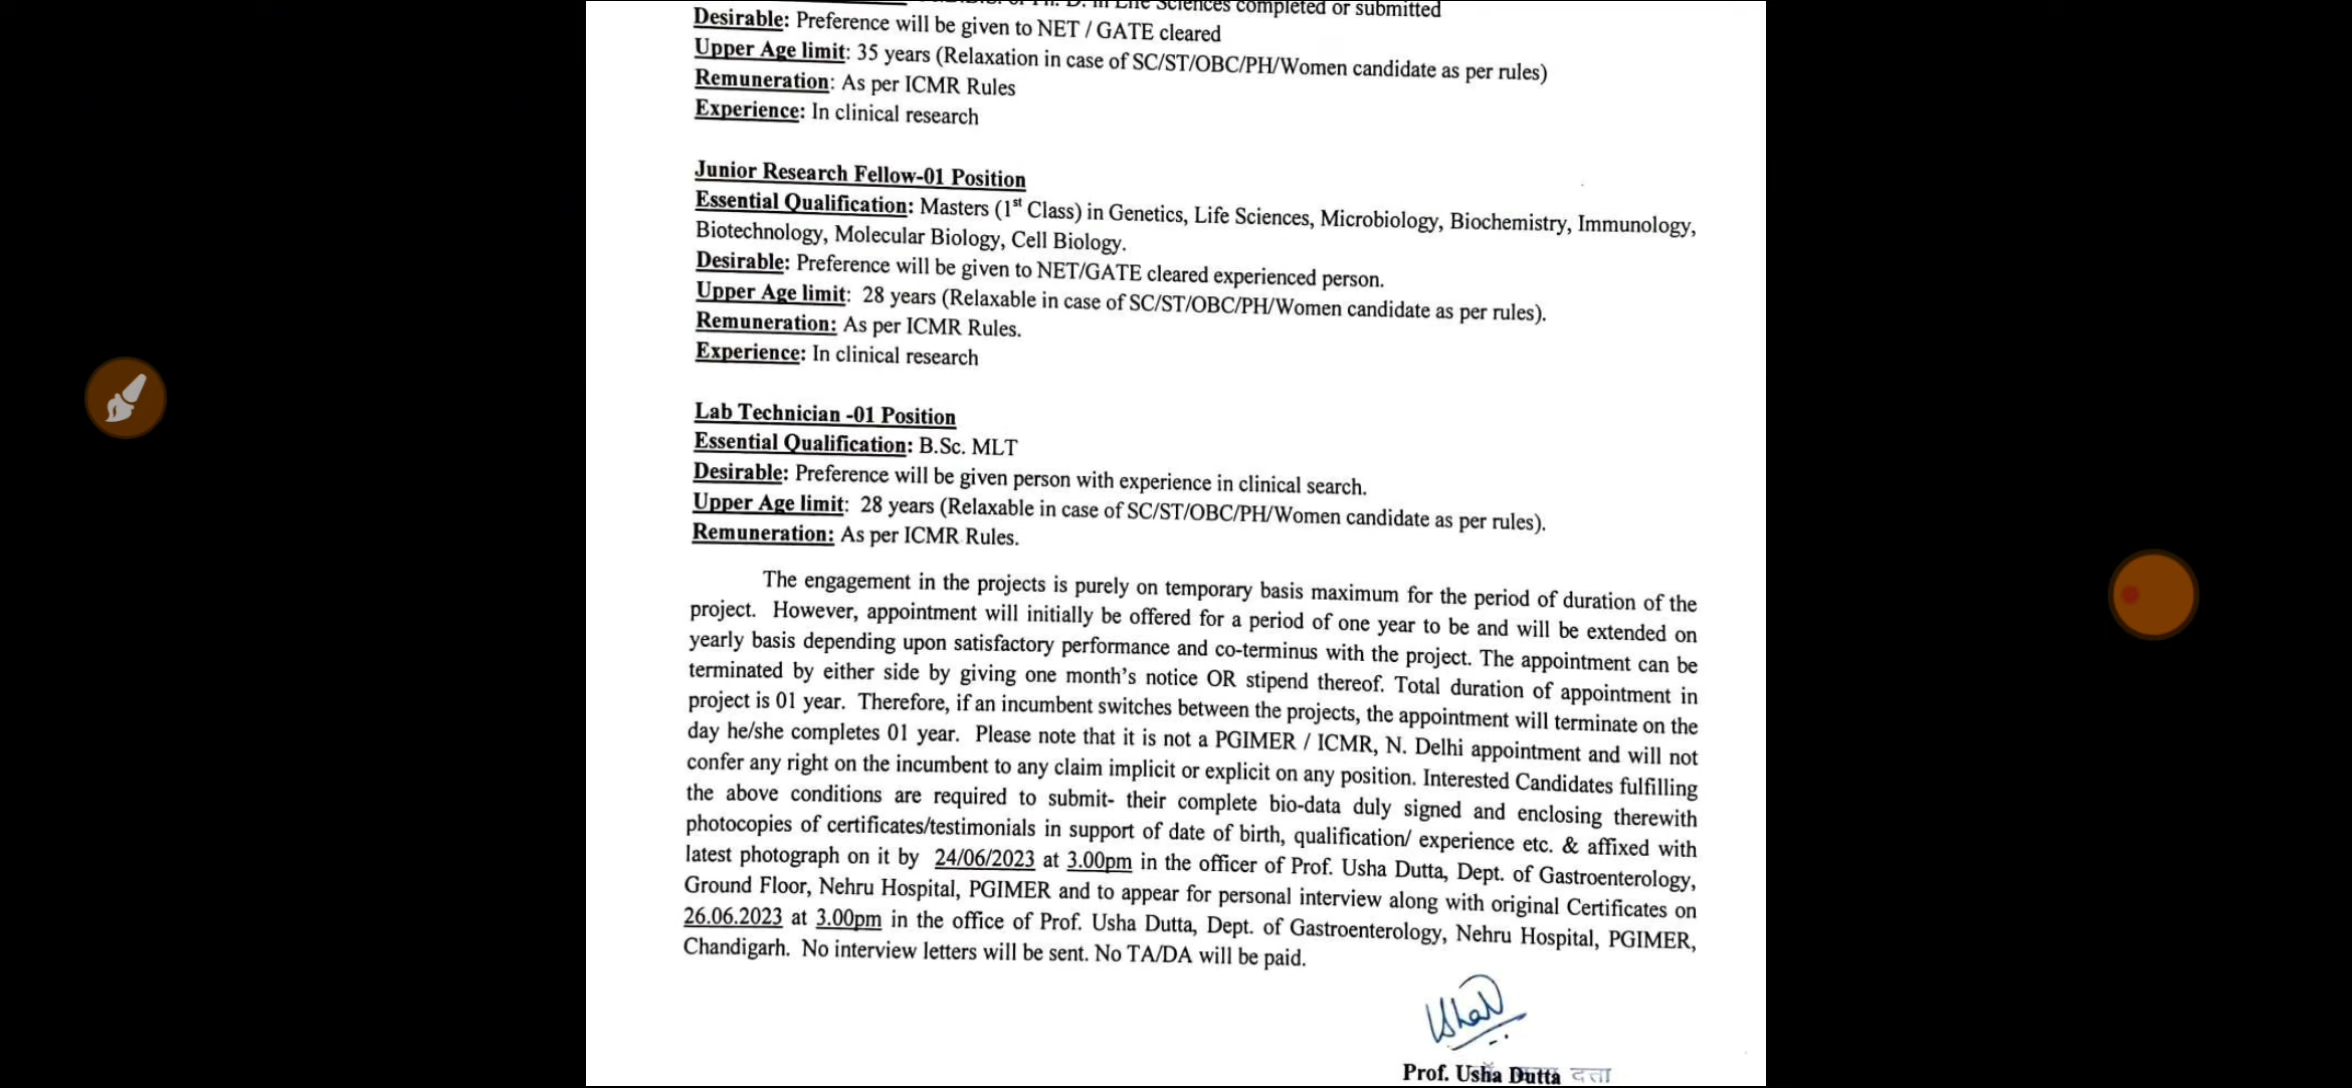 in Life Sciences completed or submitted
Desirable: Preference will be given to NET / GATE cleared
Upper Age limit: 35 years (Relaxation in case of SC/ST/OBC/PH/Women candidate as per rules)
Remuneration: As per ICMR Rules
Experience: In clinical research
Junior Research Fellow-01 Position
Essential Qualification: Masters (1st Class) in Genetics, Life Sciences, Microbiology, Biochemistry, Immunology,
Biotechnology, Molecular Biology, Cell Biology.
Desirable: Preference will be given to NET/GATE cleared experienced person.
Upper Age limit: 28 years (Relaxable in case of SC/ST/OBC/PH/Women candidate as per rules).
Remuneration: As per ICMR Rules.
Experience: In clinical research
Lab Technician -01 Position
Essential Qualification: B.Sc. MLT
Desirable: Preference will be given person with experience in clinical search.
Upper Age limit: 28 years (Relaxable in case of SC/ST/OBC/PH/Women candidate as per rules).
Remuneration: As per ICMR Rules.
The engagement in the projects is purely on temporary basis maximum for the period of duration of the
project. However, appointment will initially be offered for a period of one year to be and will be extended on
yearly basis depending upon satisfactory performance and co-terminus with the project. The appointment can be
terminated by either side by giving one month's notice OR stipend thereof. Total duration of appointment in
project is 01 year. Therefore, if an incumbent switches between the projects, the appointment will terminate on the
day he/she completes 01 year. Please note that it is not a PGIMER / ICMR, N. Delhi appointment and will not
confer any right on the incumbent to any claim implicit or explicit on any position. Interested Candidates fulfilling
the above conditions are required to submit- their complete bio-data duly signed and enclosing therewith
photocopies of certificates/testimonials in support of date of birth, qualification/ experience etc. & affixed with
latest photograph on it by 24/06/2023 at 3.00pm in the officer of Prof. Usha Dutta, Dept. of Gastroenterology,
Ground Floor, Nehru Hospital, PGIMER and to appear for personal interview along with original Certificates on
26.06.2023 at 3.00pm in the office of Prof. Usha Dutta, Dept. of Gastroenterology, Nehru Hospital, PGIMER,
Chandigarh. No interview letters will be sent. No TA/DA will be paid.
UshaD
Prof. Usha Dutta दत्ता